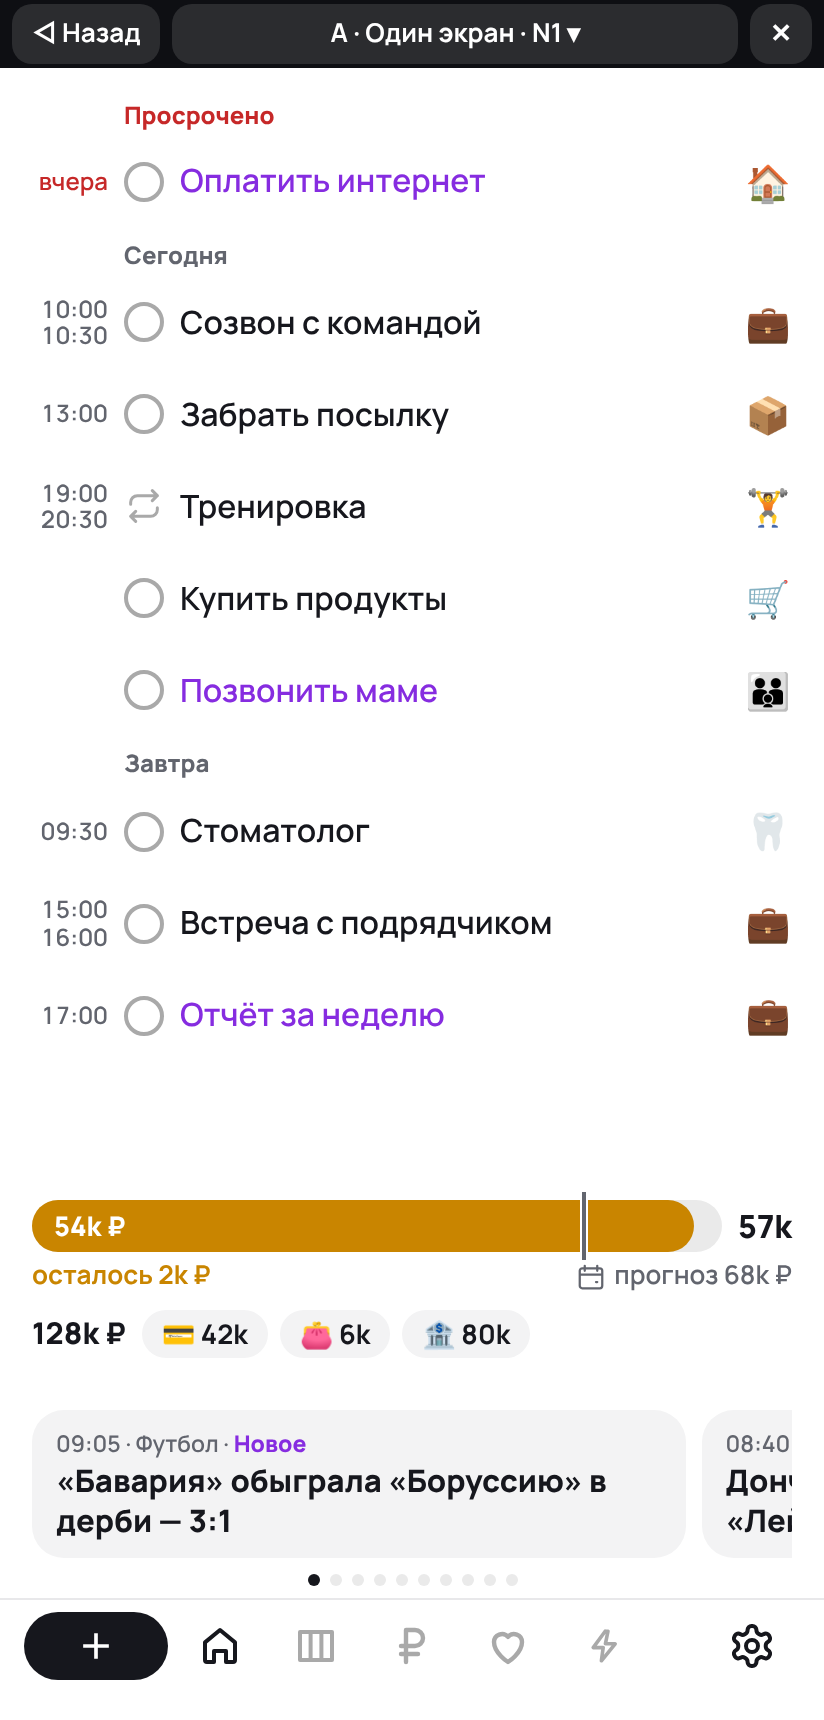 Назад
А · Один экран · N1 ▾
×
Просрочено
вчера Оплатить интернет
Сегодня
10:00
10:30
Созвон с командой
13:00 Забрать посылку
19:00
20:30
Тренировка
Купить продукты
Позвонить маме
Завтра
09:30 Стоматолог
15:00
16:00
Встреча с подрядчиком
17:00 Отчёт за неделю
54k ₽ 57k
осталось 2k ₽ прогноз 68k ₽
128k ₽ 42k 6k 80k
09:05 · Футбол · Новое
«Бавария» обыграла «Боруссию» в
дерби — 3:1
08:40
Донч
«Лей